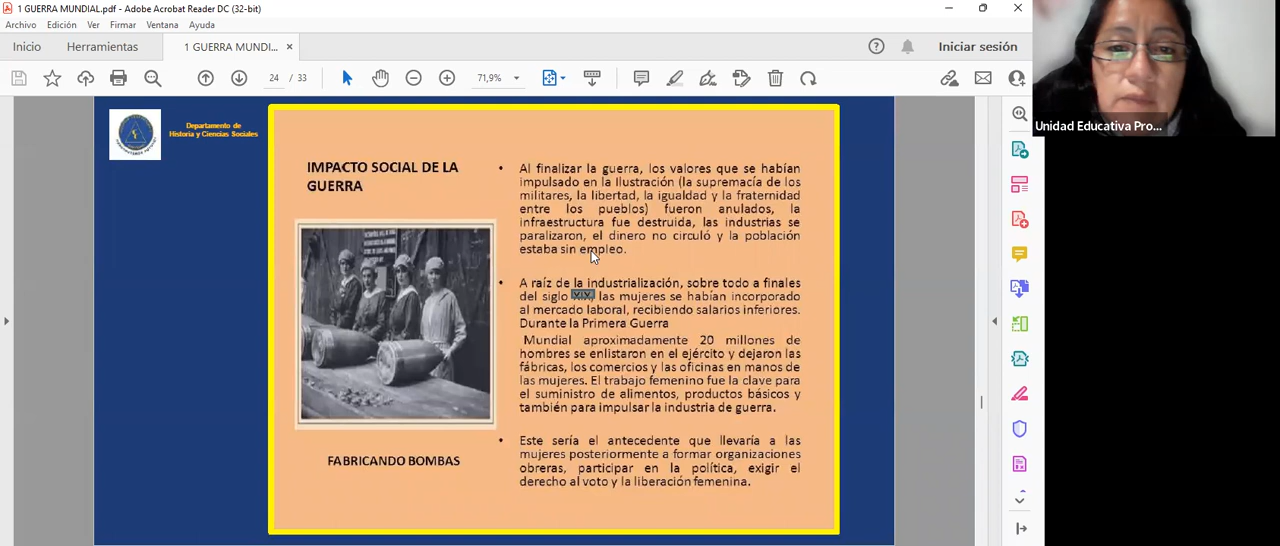 1 GUERRA MUNDIAL.pdf - Adobe Acrobat Reader DC (32-bit)
Archivo Edición Ver Firmar Ventana Ayuda
Inicio Herramientas 1 GUERRA MUNDI... × Iniciar sesión
24 / 33 71,9%
Departamento de
Historia y Ciencias Sociales
IMPACTO SOCIAL DE LA
GUERRA
FABRICANDO BOMBAS
• Al finalizar la guerra, los valores que se habían
impulsado en la Ilustración (la supremacía de los
militares, la libertad, la igualdad y la fraternidad
entre los pueblos) fueron anulados, la
infraestructura fue destruida, las industrias se
paralizaron, el dinero no circuló y la población
estaba sin empleo.
• A raíz de la industrialización, sobre todo a finales
del siglo XIX, las mujeres se habían incorporado
al mercado laboral, recibiendo salarios inferiores.
Durante la Primera Guerra
Mundial aproximadamente 20 millones de
hombres se enlistaron en el ejército y dejaron las
fábricas, los comercios y las oficinas en manos de
las mujeres. El trabajo femenino fue la clave para
el suministro de alimentos, productos básicos y
también para impulsar la industria de guerra.
• Este sería el antecedente que llevaría a las
mujeres posteriormente a formar organizaciones
obreras, participar en la política, exigir el
derecho al voto y la liberación femenina.
Unidad Educativa Pro...